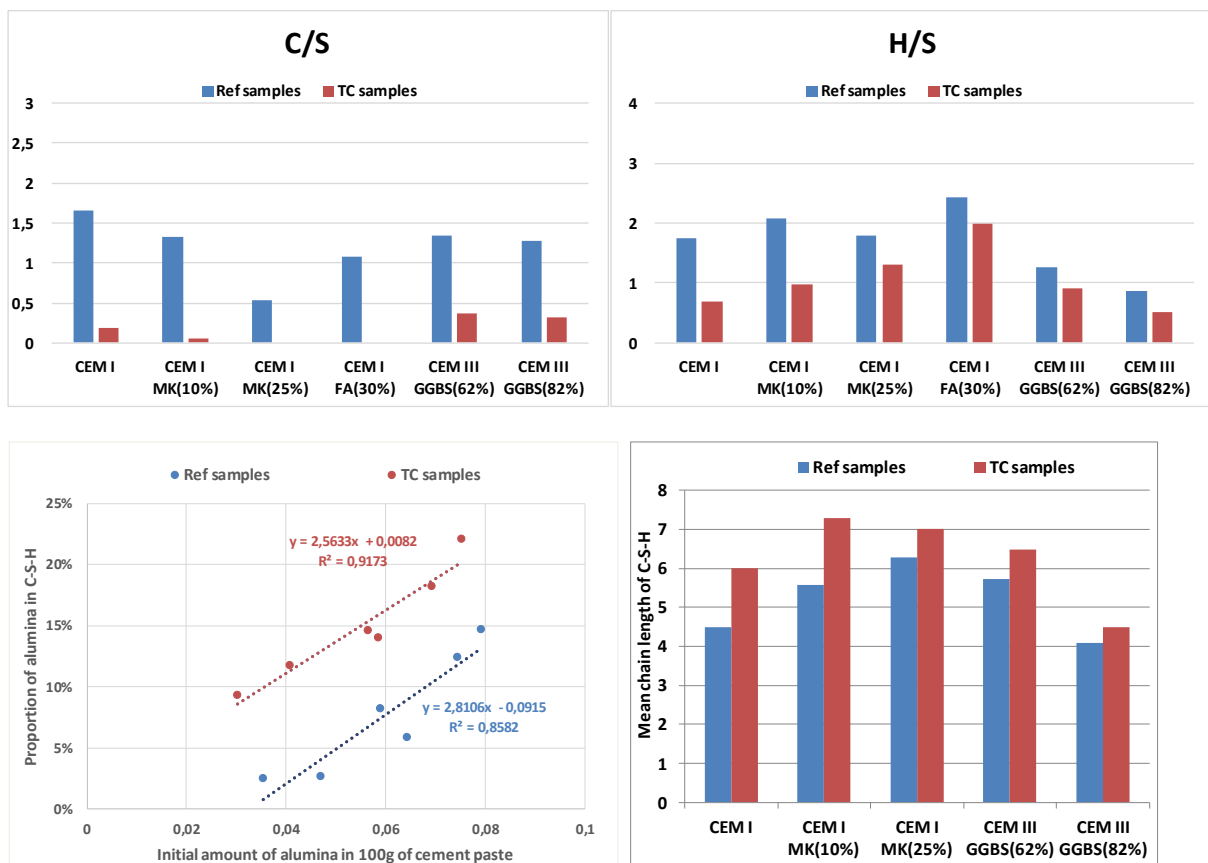 C/S
Ref samples TC samples
3
2,5
2
1,5
1
0,5
0
CEM I CEM I CEM I CEM I CEM III CEM III
MK(10%) MK(25%) FA(30%) GGBS(62%) GGBS(82%)
H/S
Ref samples TC samples
4
3
2
1
0
CEM I CEM I CEM I CEM I CEM III CEM III
MK(10%) MK(25%) FA(30%) GGBS(62%) GGBS(82%)
Ref samples TC samples
Proportion of alumina in C-S-H
25%
20%
15%
10%
5%
0%
y = 2,5633x + 0,0082
R² = 0,9173
y = 2,8106x - 0,0915
R² = 0,8582
0 0,02 0,04 0,06 0,08 0,1
Initial amount of alumina in 100g of cement paste
Ref samples TC samples
Mean chain length of C-S-H
8
7
6
5
4
3
2
1
0
CEM I CEM I CEM I CEM III CEM III
MK(10%) MK(25%) GGBS(62%) GGBS(82%)